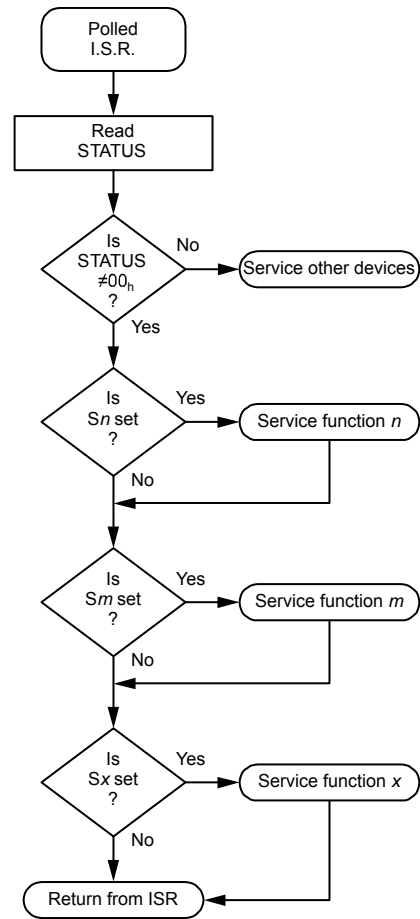 Polled
I.S.R.
Read
STATUS
Is
STATUS
≠00h
?
No
Service other devices
Yes
Is
Sn set
?
Yes
Service function n
No
Is
Sm set
?
Yes
Service function m
No
Is
Sx set
?
Yes
Service function x
No
Return from ISR